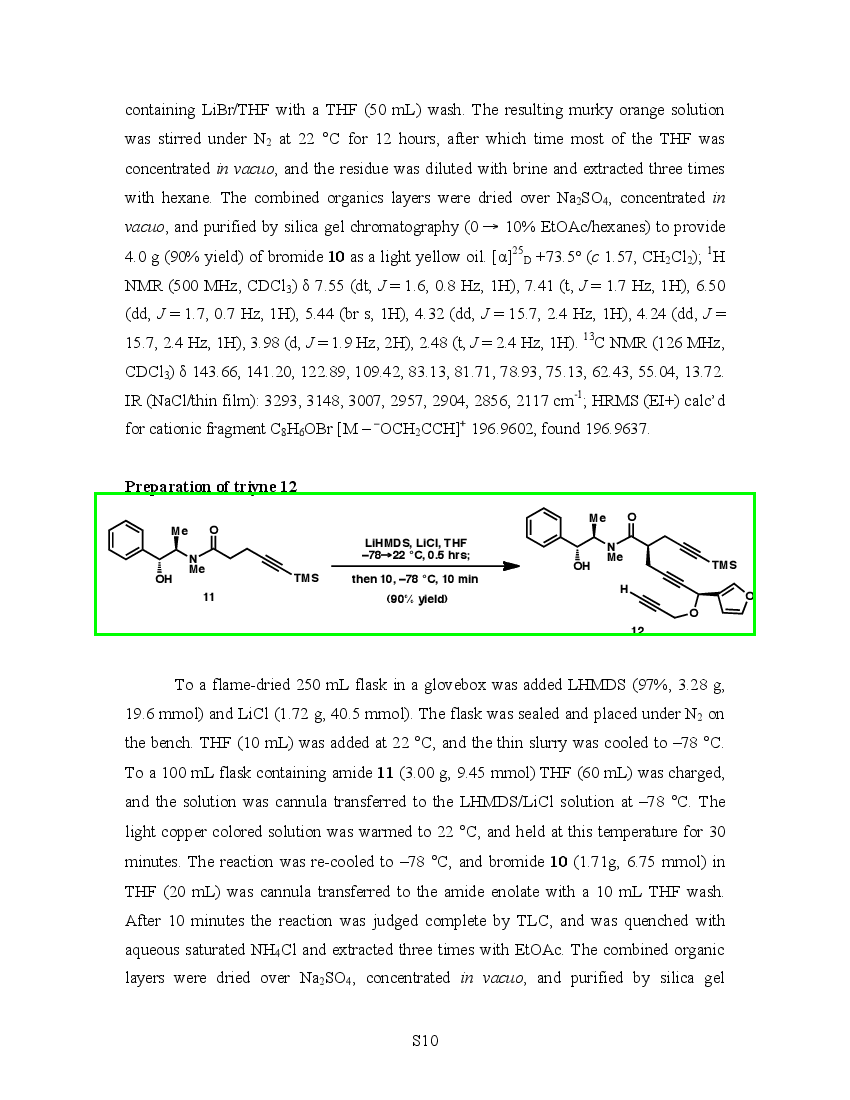 containing LiBr/THF with a THF (50 mL) wash. The resulting murky orange solution
was stirred under N₂ at 22 °C for 12 hours, after which time most of the THF was
concentrated in vacuo, and the residue was diluted with brine and extracted three times
with hexane. The combined organics layers were dried over Na₂SO₄, concentrated in
vacuo, and purified by silica gel chromatography (0 → 10% EtOAc/hexanes) to provide
4.0 g (90% yield) of bromide 10 as a light yellow oil. [α]²⁵D +73.5° (c 1.57, CH₂Cl₂); ¹H
NMR (500 MHz, CDCl₃) δ 7.55 (dt, J = 1.6, 0.8 Hz, 1H), 7.41 (t, J = 1.7 Hz, 1H), 6.50
(dd, J = 1.7, 0.7 Hz, 1H), 5.44 (br s, 1H), 4.32 (dd, J = 15.7, 2.4 Hz, 1H), 4.24 (dd, J =
15.7, 2.4 Hz, 1H), 3.98 (d, J = 1.9 Hz, 2H), 2.48 (t, J = 2.4 Hz, 1H). ¹³C NMR (126 MHz,
CDCl₃) δ 143.66, 141.20, 122.89, 109.42, 83.13, 81.71, 78.93, 75.13, 62.43, 55.04, 13.72.
IR (NaCl/thin film): 3293, 3148, 3007, 2957, 2904, 2856, 2117 cm⁻¹; HRMS (EI+) calc'd
for cationic fragment C₈H₆OBr [M – ⁻OCH₂CCH]⁺ 196.9602, found 196.9637.
Preparation of triyne 12
Me O
N
Me
OH
TMS
11
LiHMDS, LiCl, THF
–78→22 °C, 0.5 hrs;
then 10, –78 °C, 10 min
(90% yield)
Me O
N
Me
OH
TMS
H
O
O
12
To a flame-dried 250 mL flask in a glovebox was added LHMDS (97%, 3.28 g,
19.6 mmol) and LiCl (1.72 g, 40.5 mmol). The flask was sealed and placed under N₂ on
the bench. THF (10 mL) was added at 22 °C, and the thin slurry was cooled to –78 °C.
To a 100 mL flask containing amide 11 (3.00 g, 9.45 mmol) THF (60 mL) was charged,
and the solution was cannula transferred to the LHMDS/LiCl solution at –78 °C. The
light copper colored solution was warmed to 22 °C, and held at this temperature for 30
minutes. The reaction was re-cooled to –78 °C, and bromide 10 (1.71g, 6.75 mmol) in
THF (20 mL) was cannula transferred to the amide enolate with a 10 mL THF wash.
After 10 minutes the reaction was judged complete by TLC, and was quenched with
aqueous saturated NH₄Cl and extracted three times with EtOAc. The combined organic
layers were dried over Na₂SO₄, concentrated in vacuo, and purified by silica gel
S10